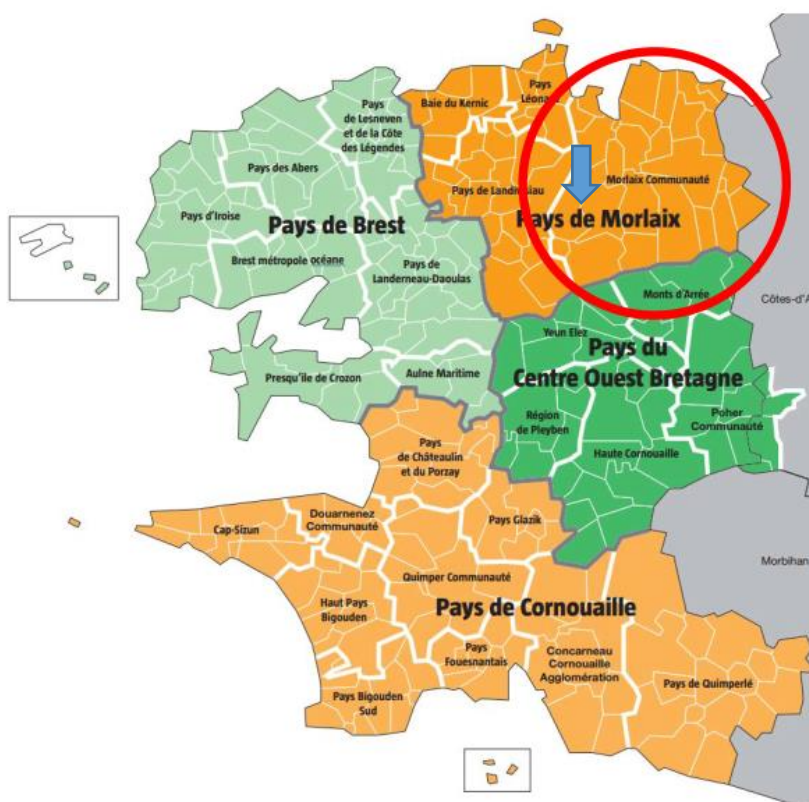 Pays
de Lesneven
et de la Côte
des Légendes
Baie du Kernic
Pays
Léonard
Pays des Abers
Pays de Landivisiau
Morlaix Communauté
Pays d'Iroise
Pays de Brest
Pays de Morlaix
Brest métropole océane
Pays de
Landerneau-Daoulas
Monts d'Arrée
Côtes-d'A
Yeun Elez
Pays du
Centre Ouest Bretagne
Presqu'île de Crozon
Aulne Maritime
Région
de Pleyben
Poher
Communauté
Haute Cornouaille
Pays
de Châteaulin
et du Porzay
Cap-Sizun
Douarnenez
Communauté
Pays Glazik
Morbihan
Quimper Communauté
Haut Pays
Bigouden
Pays de Cornouaille
Pays
Fouesnantais
Concarneau
Cornouaille
Agglomération
Pays de Quimperlé
Pays Bigouden
Sud